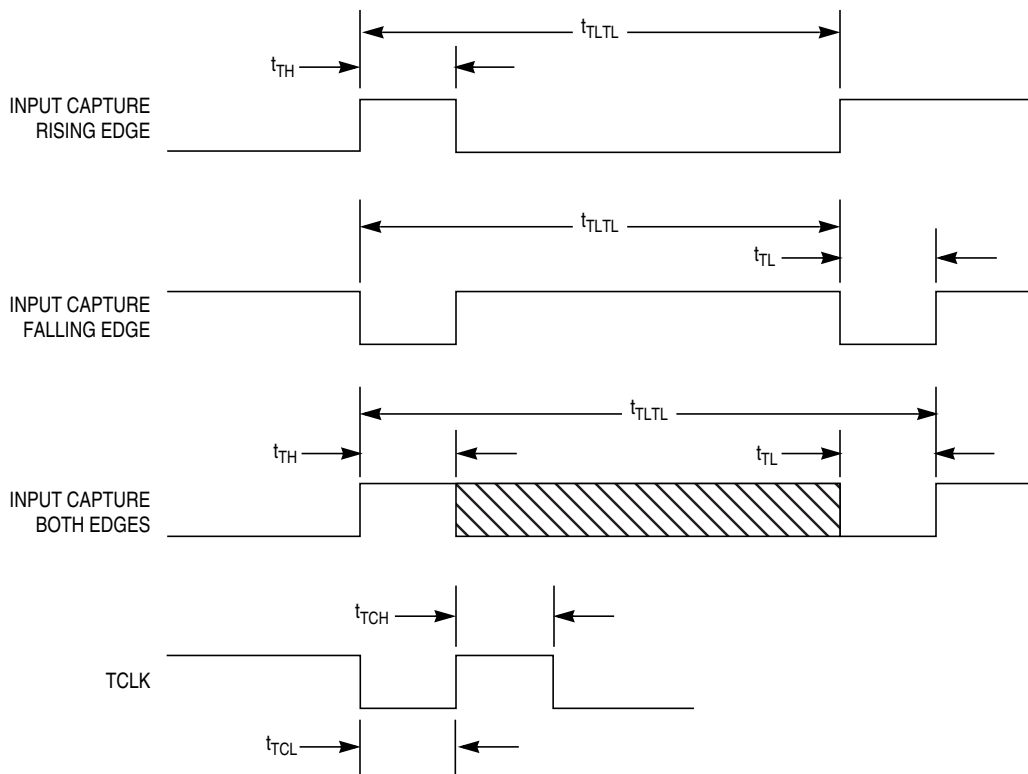 tTLTL
tTH
INPUT CAPTURE
RISING EDGE
tTLTL
tTL
INPUT CAPTURE
FALLING EDGE
tTLTL
tTH
tTL
INPUT CAPTURE
BOTH EDGES
tTCH
TCLK
tTCL